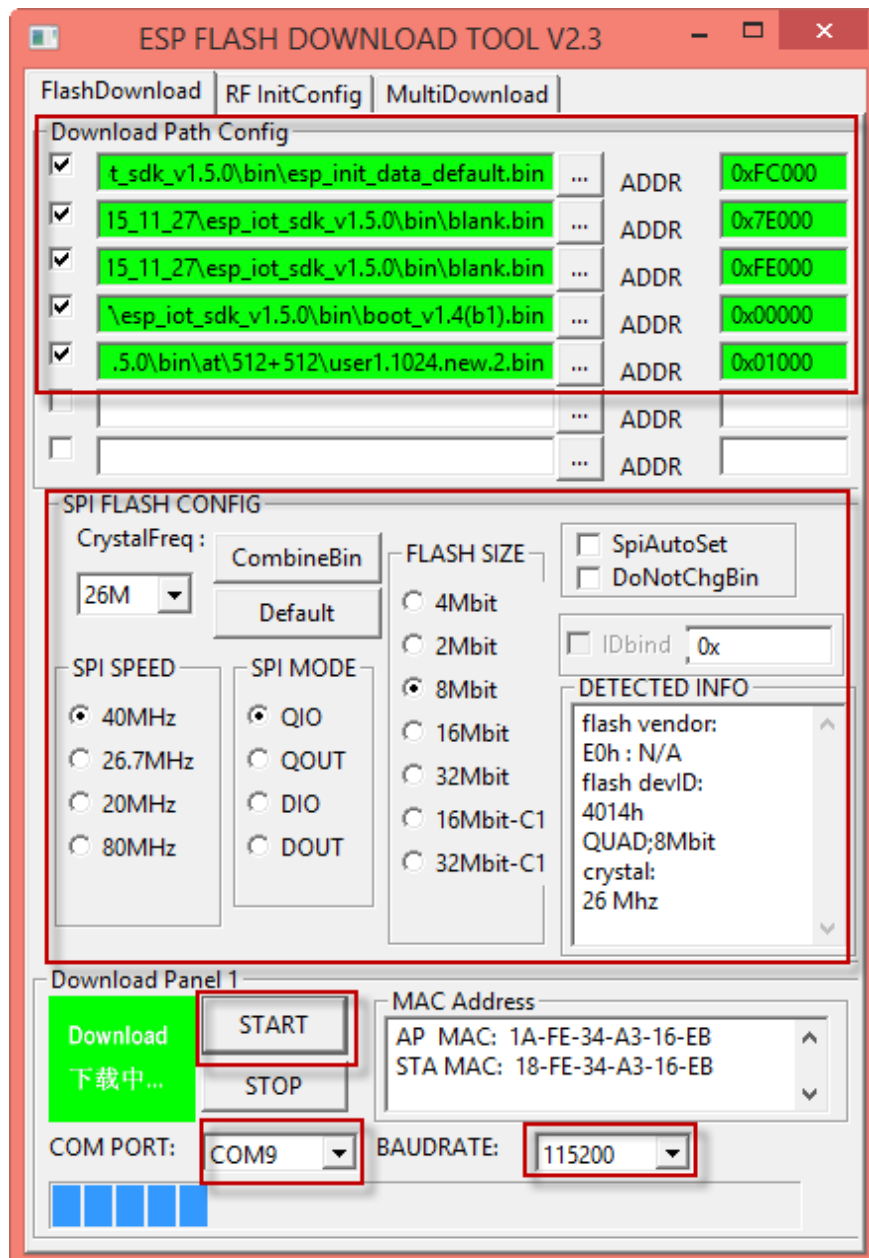 ESP FLASH DOWNLOAD TOOL V2.3
FlashDownload RF InitConfig MultiDownload
Download Path Config
t_sdk_v1.5.0\bin\esp_init_data_default.bin ... ADDR 0xFC000
15_11_27\esp_iot_sdk_v1.5.0\bin\blank.bin ... ADDR 0x7E000
15_11_27\esp_iot_sdk_v1.5.0\bin\blank.bin ... ADDR 0xFE000
\esp_iot_sdk_v1.5.0\bin\boot_v1.4(b1).bin ... ADDR 0x00000
.5.0\bin\at\512+512\user1.1024.new.2.bin ... ADDR 0x01000
... ADDR
... ADDR
SPI FLASH CONFIG
CrystalFreq :
26M
CombineBin
Default
SPI SPEED
40MHz
26.7MHz
20MHz
80MHz
SPI MODE
QIO
QOUT
DIO
DOUT
FLASH SIZE
4Mbit
2Mbit
8Mbit
16Mbit
32Mbit
16Mbit-C1
32Mbit-C1
SpiAutoSet
DoNotChgBin
IDbind 0x
DETECTED INFO
flash vendor:
E0h : N/A
flash devID:
4014h
QUAD;8Mbit
crystal:
26 Mhz
Download Panel 1
Download
下载中...
START
STOP
MAC Address
AP MAC: 1A-FE-34-A3-16-EB
STA MAC: 18-FE-34-A3-16-EB
COM PORT: COM9 BAUDRATE: 115200